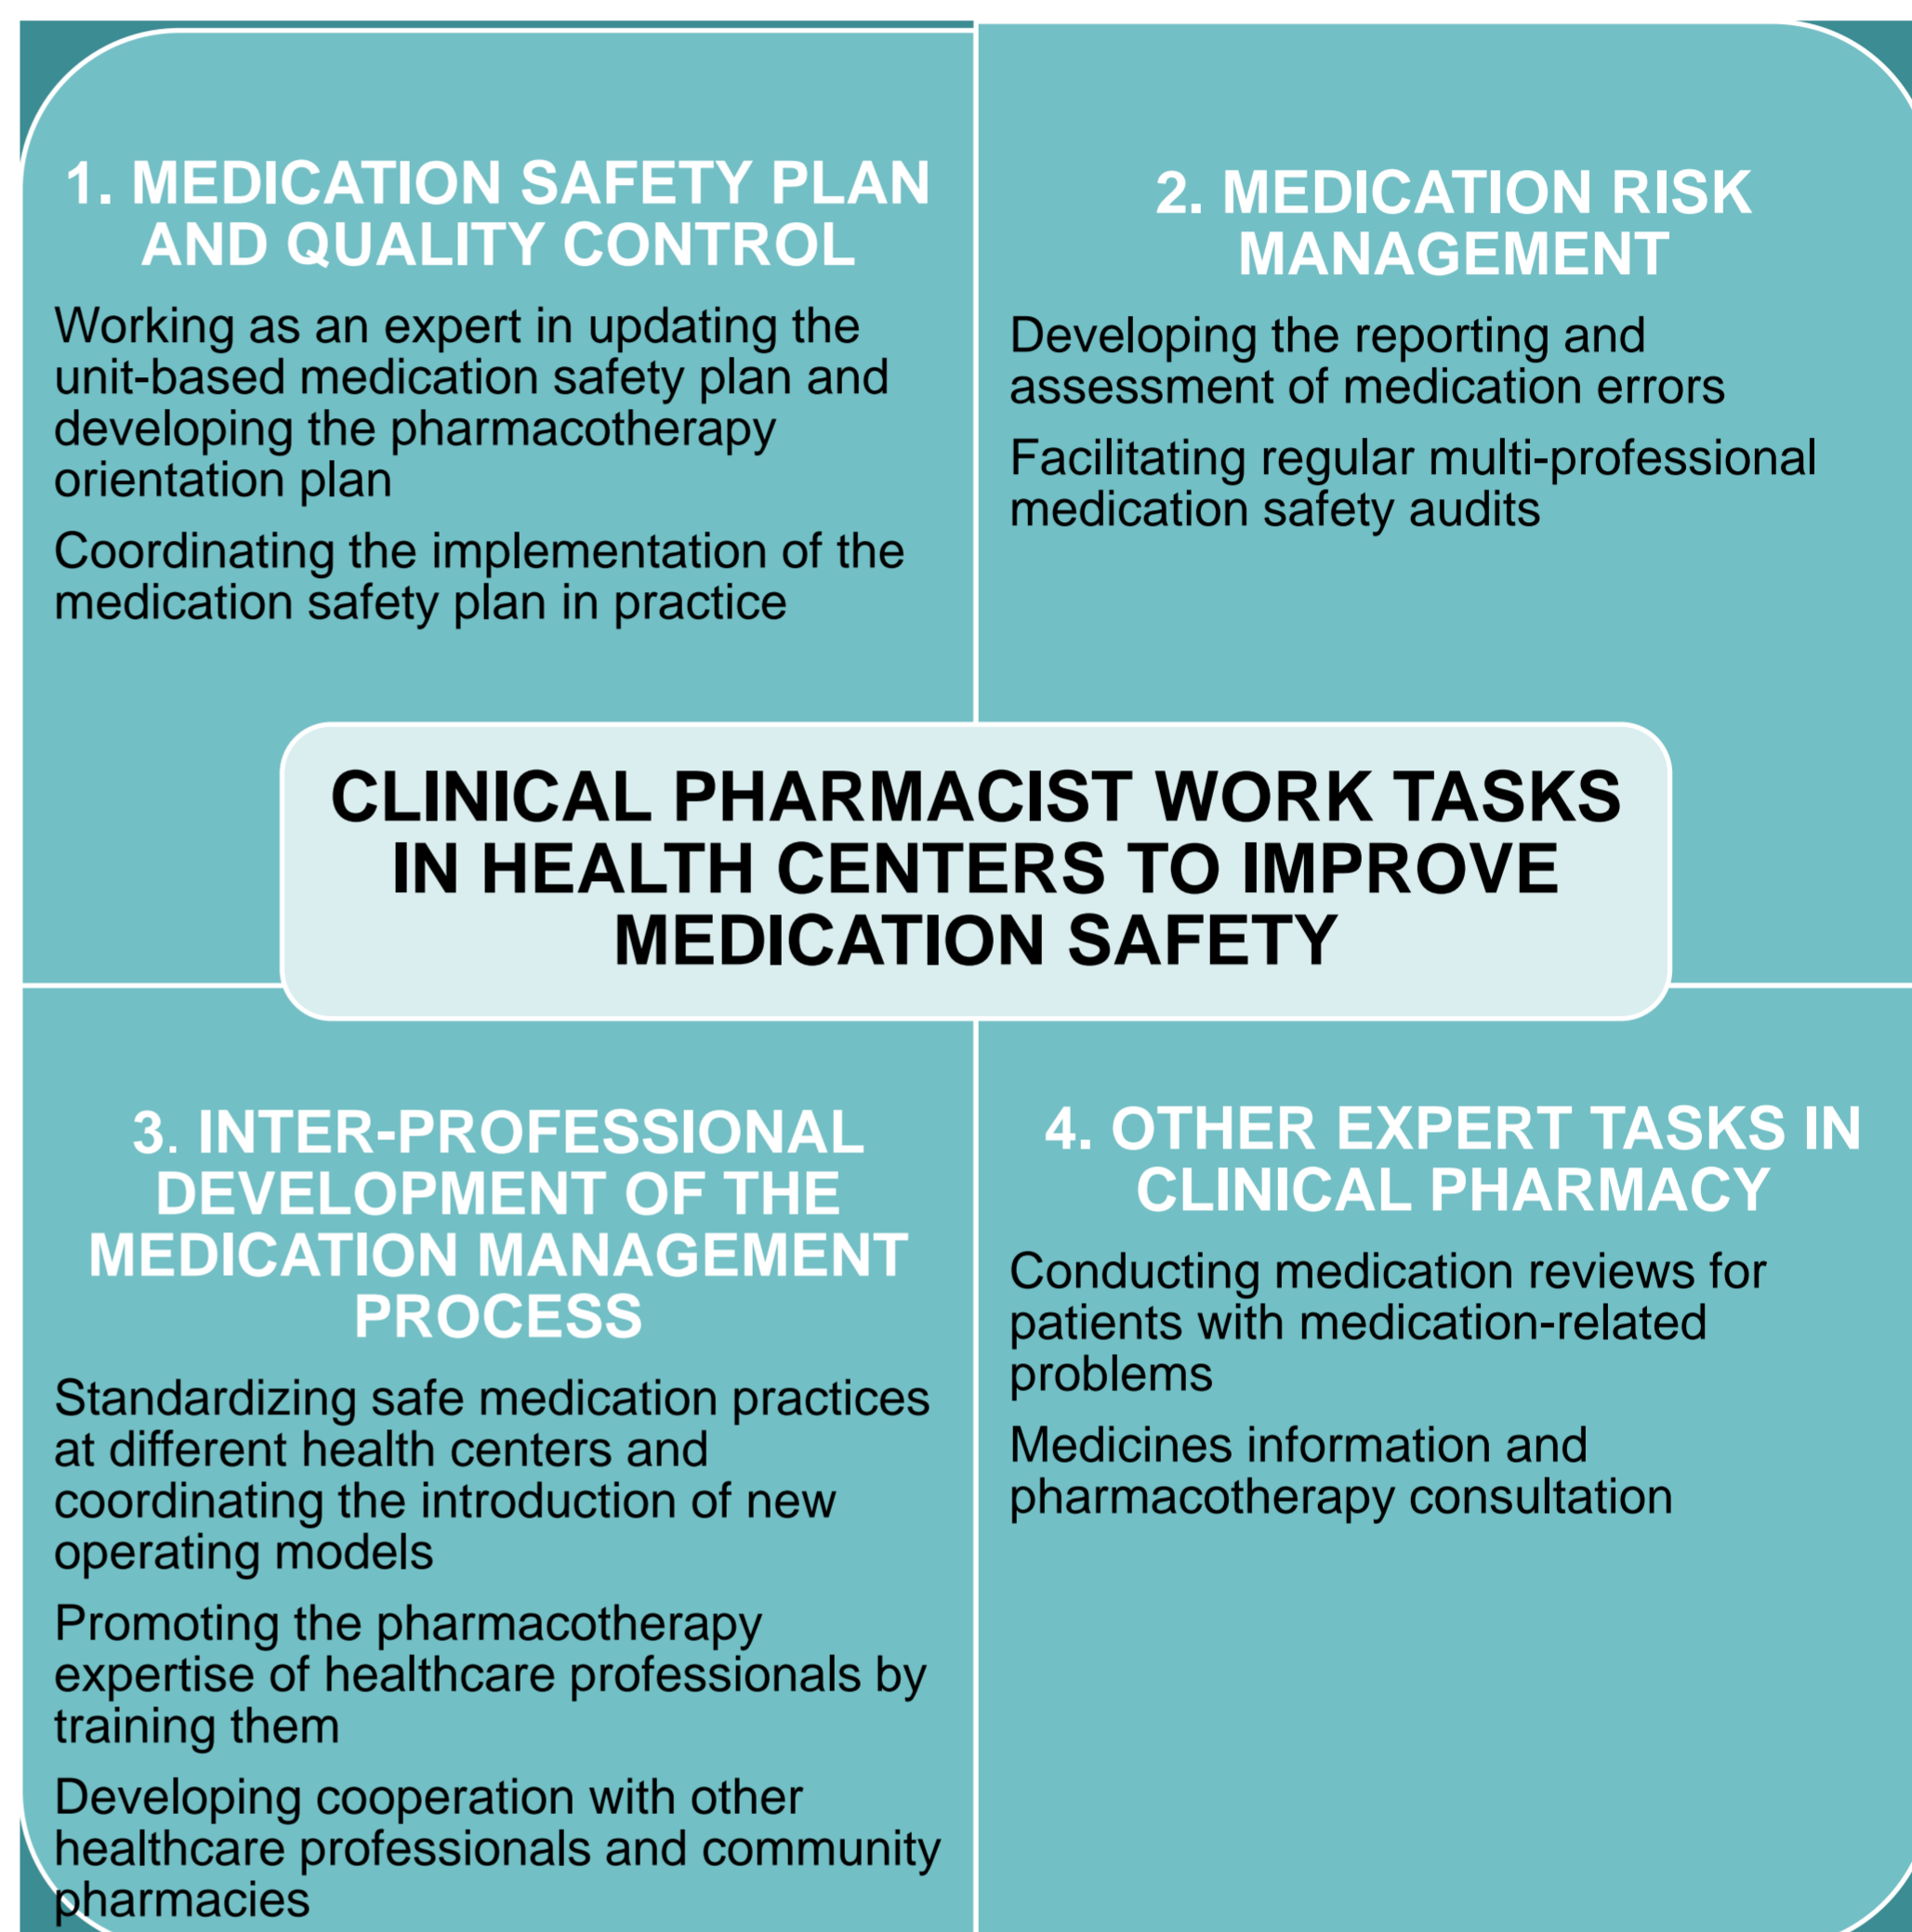 1. MEDICATION SAFETY PLAN
AND QUALITY CONTROL
Working as an expert in updating the
unit-based medication safety plan and
developing the pharmacotherapy
orientation plan
Coordinating the implementation of the
medication safety plan in practice
2. MEDICATION RISK
MANAGEMENT
Developing the reporting and
assessment of medication errors
Facilitating regular multi-professional
medication safety audits
CLINICAL PHARMACIST WORK TASKS
IN HEALTH CENTERS TO IMPROVE
MEDICATION SAFETY
3. INTER-PROFESSIONAL
DEVELOPMENT OF THE
MEDICATION MANAGEMENT
PROCESS
Standardizing safe medication practices
at different health centers and
coordinating the introduction of new
operating models
Promoting the pharmacotherapy
expertise of healthcare professionals by
training them
Developing cooperation with other
healthcare professionals and community
pharmacies
4. OTHER EXPERT TASKS IN
CLINICAL PHARMACY
Conducting medication reviews for
patients with medication-related
problems
Medicines information and
pharmacotherapy consultation